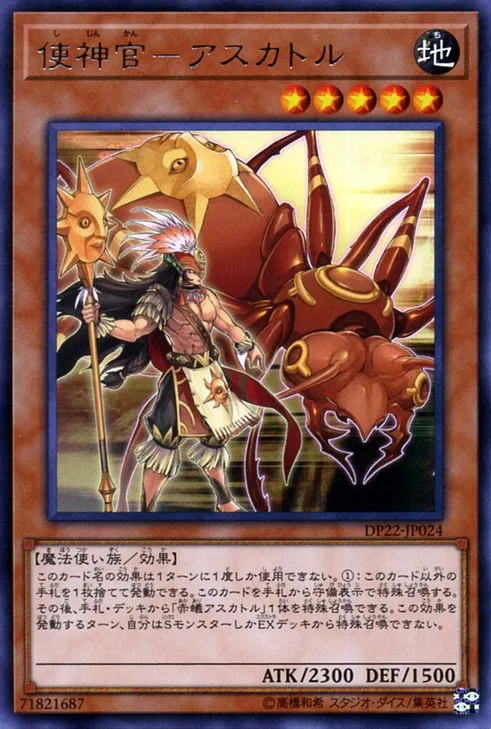 使神官－アスカトル
地
DP22-JP024
【魔法使い族／効果】
このカード名の効果は1ターンに1度しか使用できない。①：このカード以外の
手札を1枚捨てて発動できる。このカードを手札から守備表示で特殊召喚する。
その後、手札・デッキから「赤蟻アスカトル」1体を特殊召喚できる。この効果を
発動するターン、自分はSモンスターしかEXデッキから特殊召喚できない。
ATK/2300 DEF/1500
71821687
©高橋和希 スタジオ・ダイス/集英社